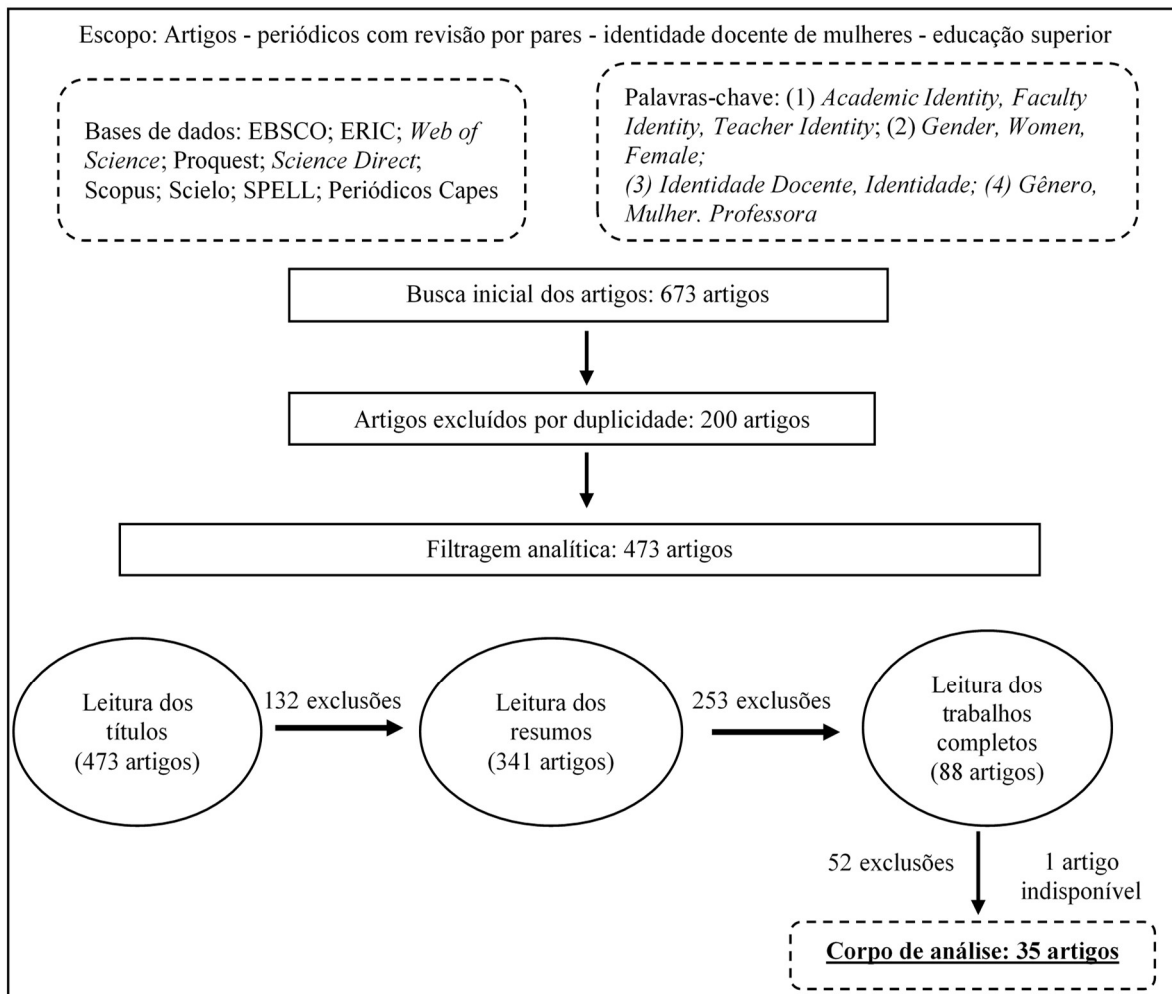 Escopo: Artigos - periódicos com revisão por pares - identidade docente de mulheres - educação superior
Bases de dados: EBSCO; ERIC; Web of
Science; Proquest; Science Direct;
Scopus; Scielo; SPELL; Periódicos Capes
Palavras-chave: (1) Academic Identity, Faculty
Identity, Teacher Identity; (2) Gender, Women,
Female;
(3) Identidade Docente, Identidade; (4) Gênero,
Mulher. Professora
Busca inicial dos artigos: 673 artigos
Artigos excluídos por duplicidade: 200 artigos
Filtragem analítica: 473 artigos
Leitura dos
títulos
(473 artigos)
132 exclusões
Leitura dos
resumos
(341 artigos)
253 exclusões
Leitura dos
trabalhos
completos
(88 artigos)
52 exclusões
1 artigo
indisponível
Corpo de análise: 35 artigos